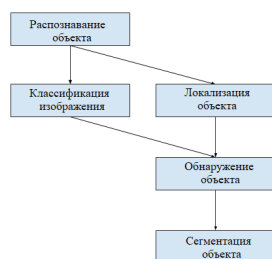 Распознавание
объекта
Классификация
изображения
Локализация
объекта
Обнаружение
объекта
Сегментация
объекта